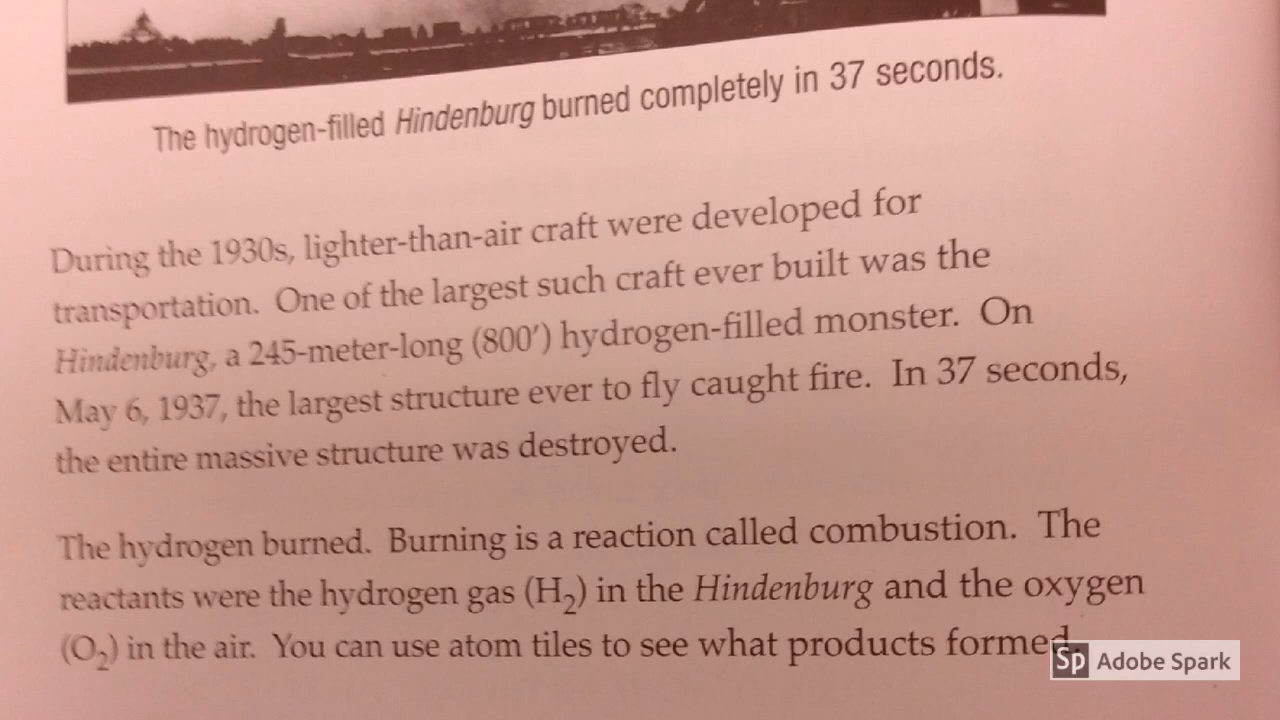 The hydrogen-filled Hindenburg burned completely in 37 seconds.
During the 1930s, lighter-than-air craft were developed for
transportation. One of the largest such craft ever built was the
Hindenburg, a 245-meter-long (800′) hydrogen-filled monster. On
May 6, 1937, the largest structure ever to fly caught fire. In 37 seconds,
the entire massive structure was destroyed.
The hydrogen burned. Burning is a reaction called combustion. The
reactants were the hydrogen gas (H₂) in the Hindenburg and the oxygen
(O₂) in the air. You can use atom tiles to see what products formed.
Sp Adobe Spark